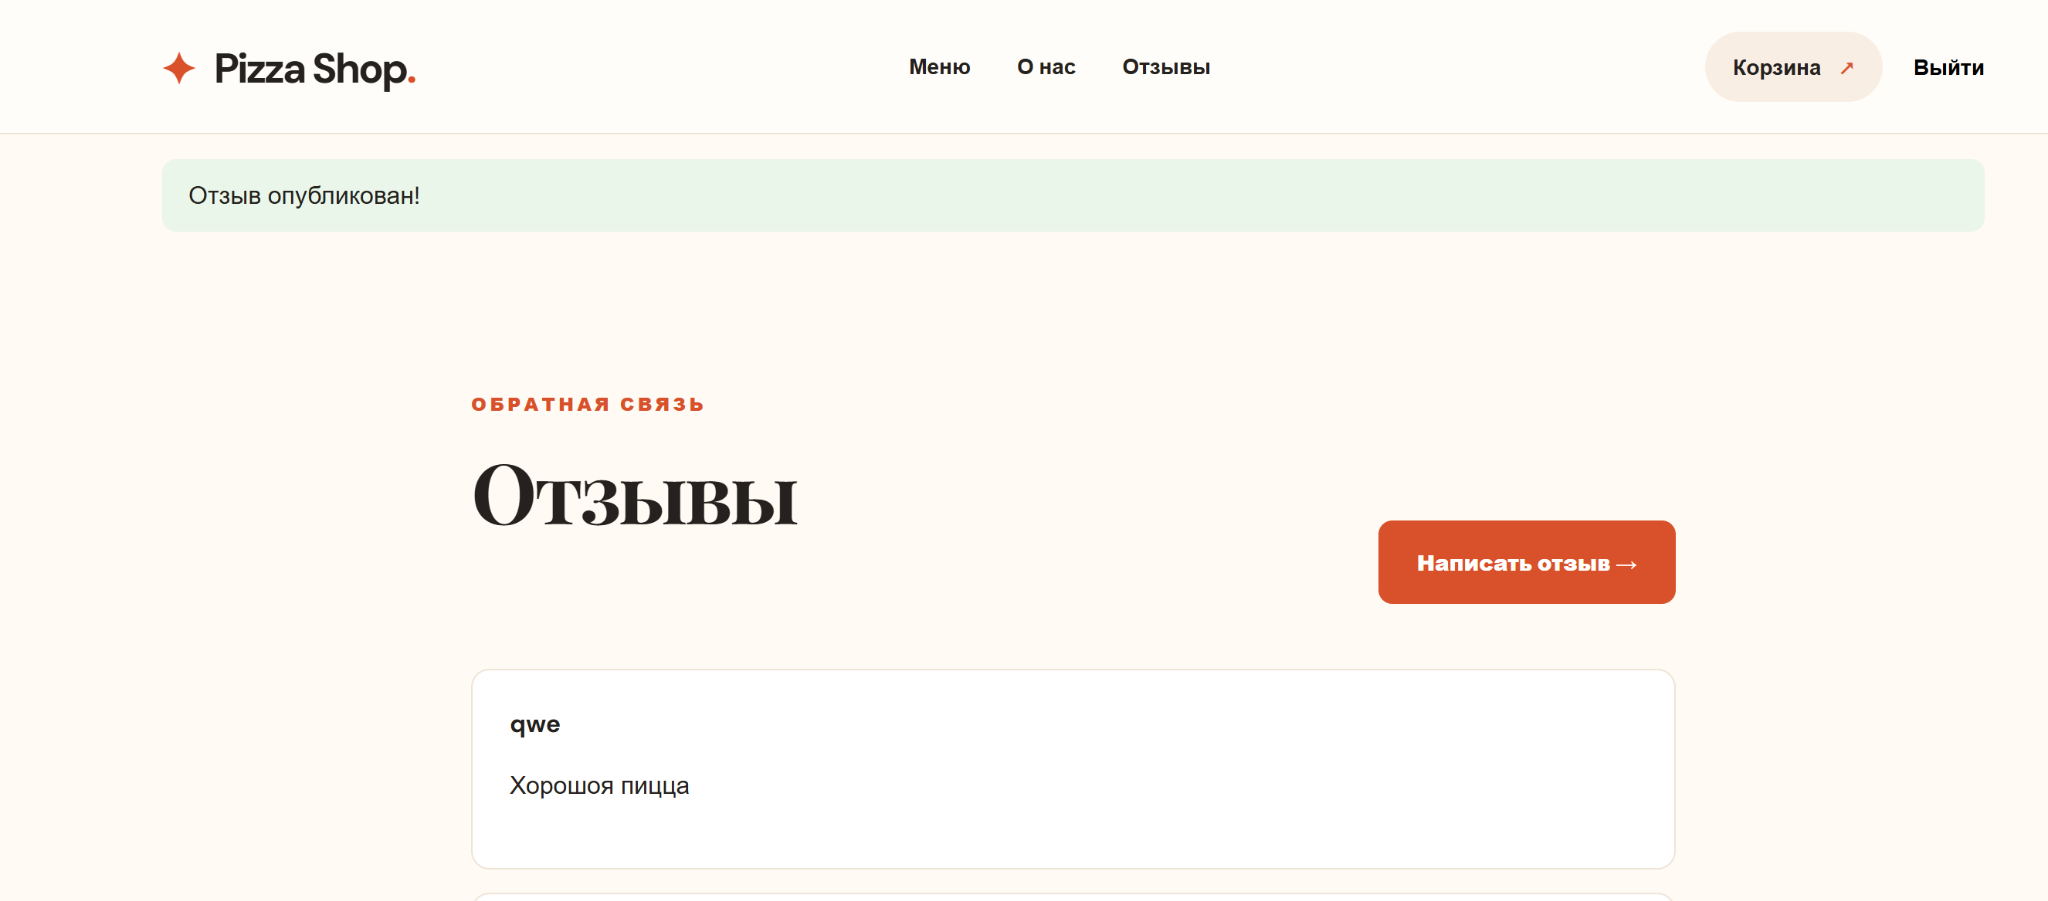 Pizza Shop.
Меню О нас Отзывы
Корзина ↗ Выйти
Отзыв опубликован!
ОБРАТНАЯ СВЯЗЬ
Отзывы
Написать отзыв →
qwe
Хорошоя пицца